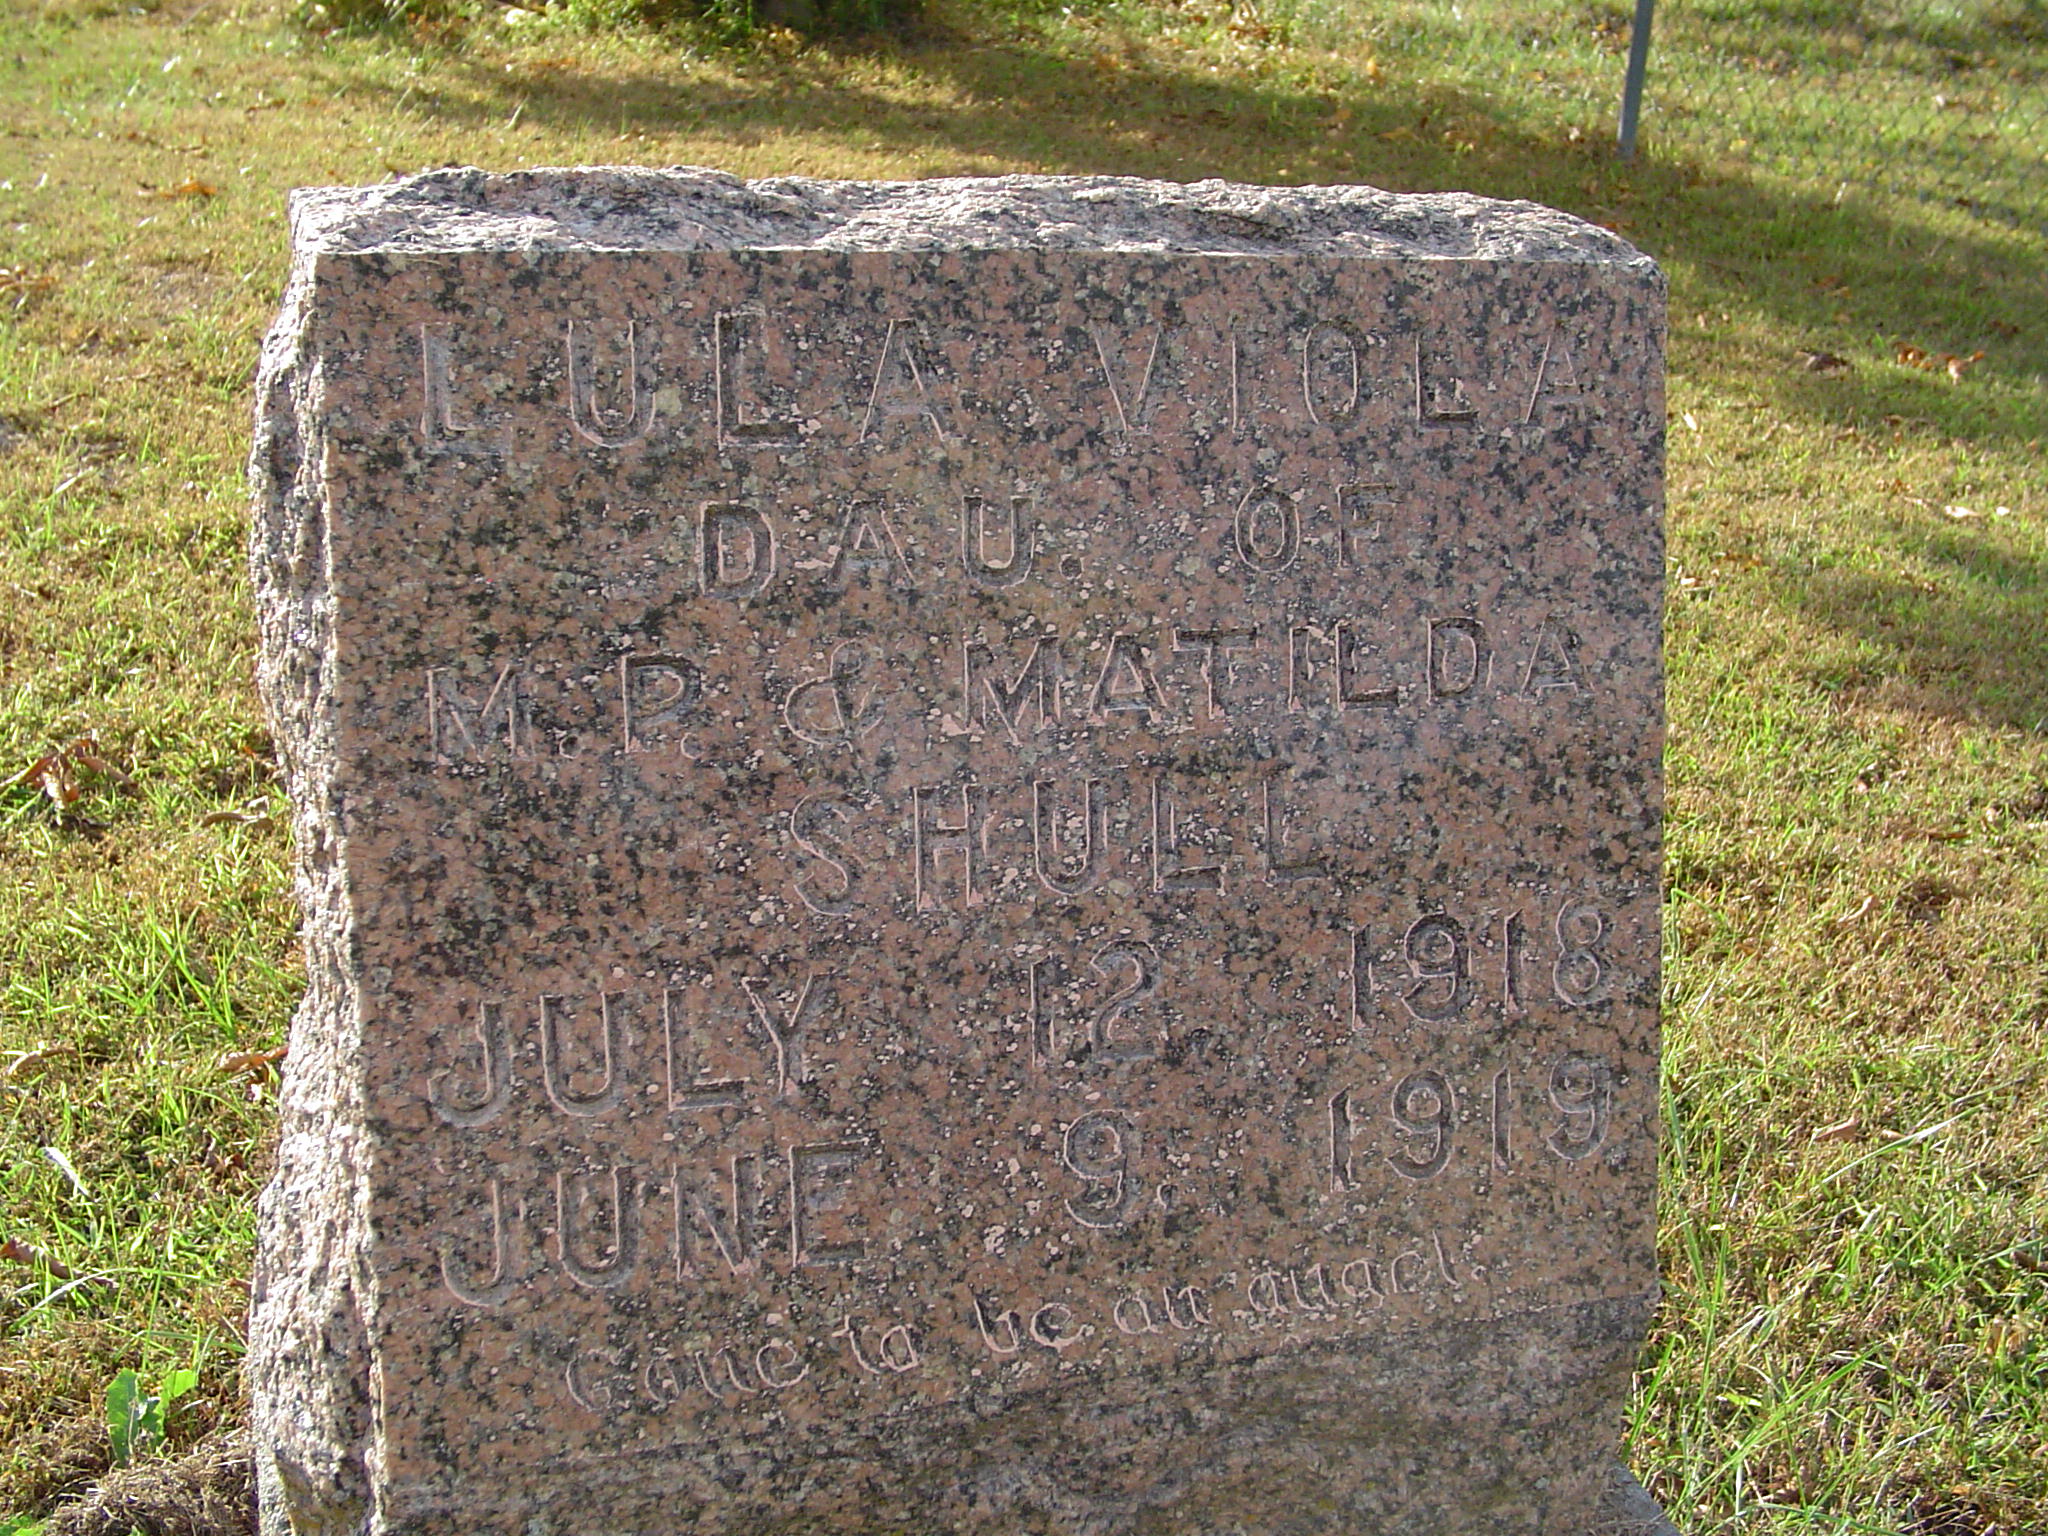 LULA VIOLA
DAU. OF
M. P. & MATILDA
SHULL
JULY 12, 1918
JUNE 9. 1919
Gone to be an angel.